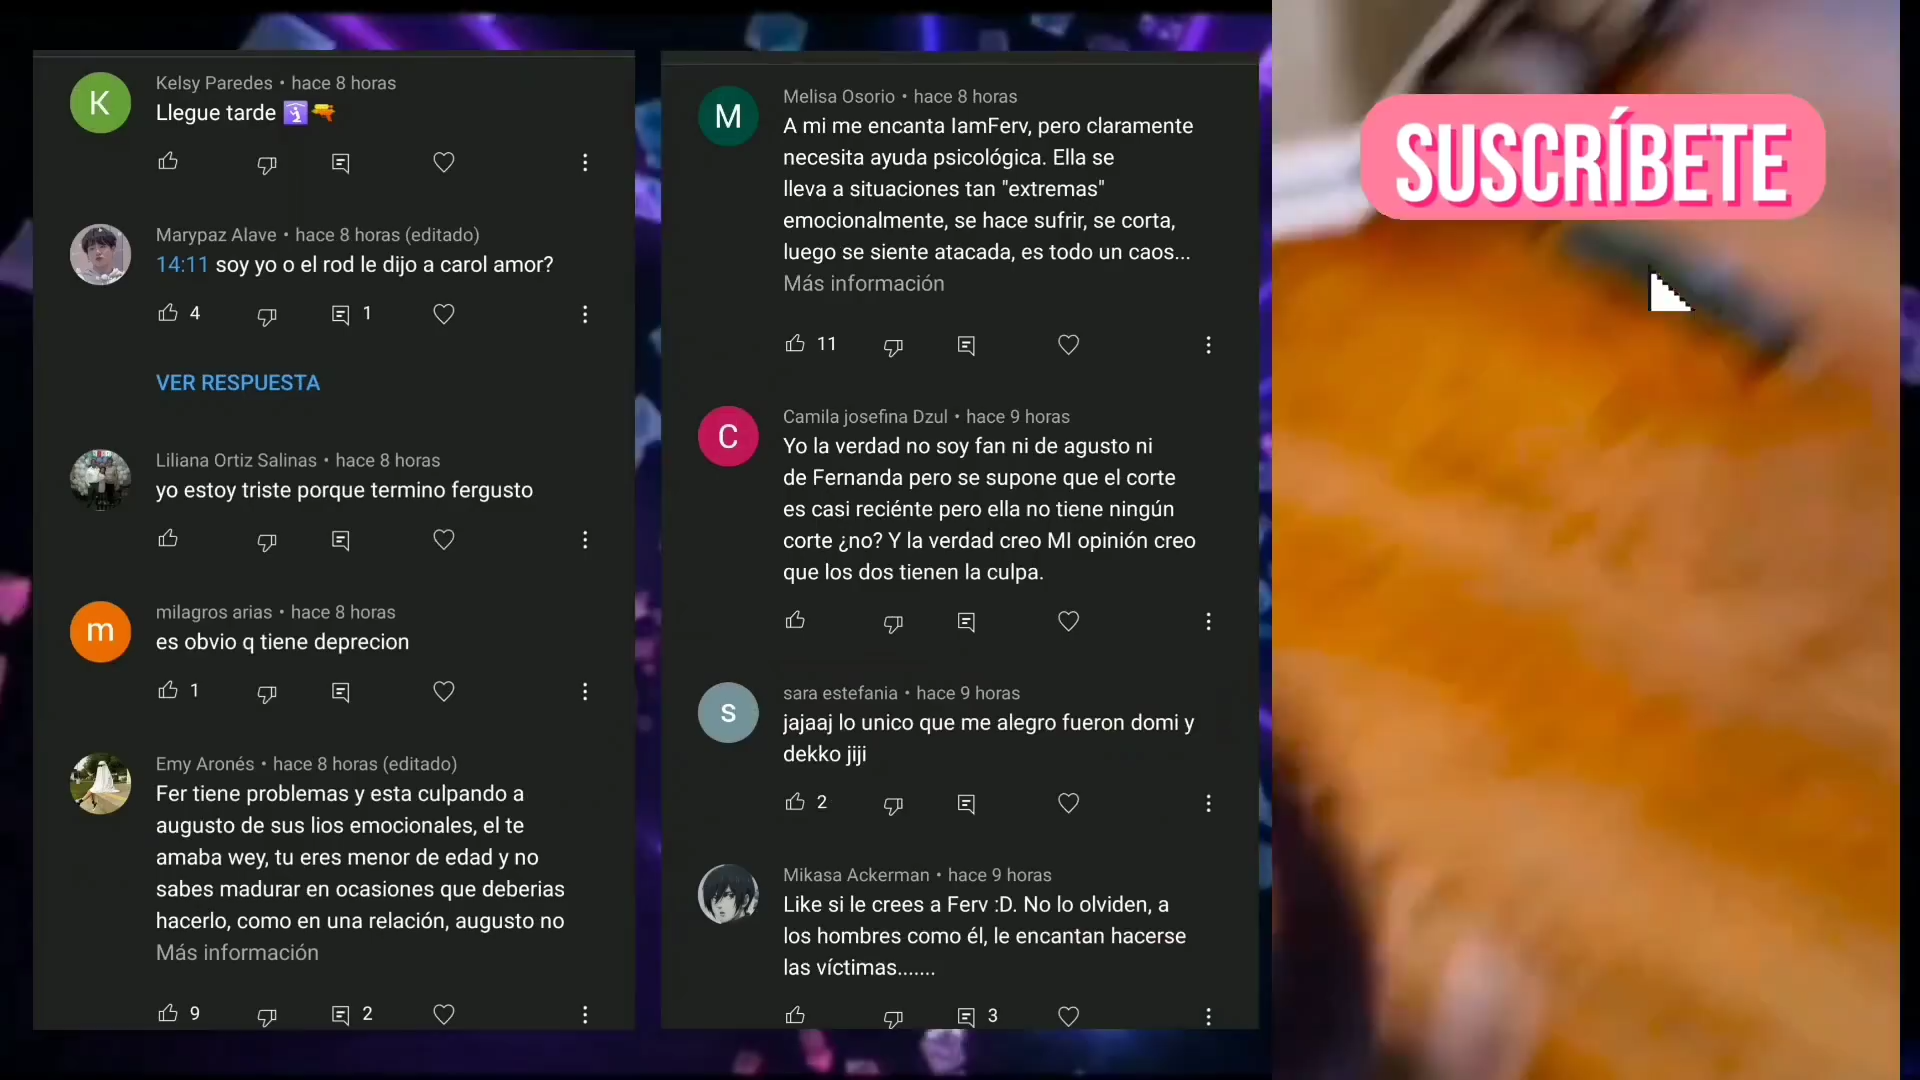 Kelsy Paredes • hace 8 horas
Llegue tarde
Marypaz Alave • hace 8 horas (editado)
14:11 soy yo o el rod le dijo a carol amor?
4
1
VER RESPUESTA
Liliana Ortiz Salinas • hace 8 horas
yo estoy triste porque termino fergusto
milagros arias • hace 8 horas
es obvio q tiene deprecion
1
Emy Aronés • hace 8 horas (editado)
Fer tiene problemas y esta culpando a
augusto de sus lios emocionales, el te
amaba wey, tu eres menor de edad y no
sabes madurar en ocasiones que deberias
hacerlo, como en una relación, augusto no
Más información
9
2
Melisa Osorio • hace 8 horas
A mi me encanta IamFerv, pero claramente
necesita ayuda psicológica. Ella se
lleva a situaciones tan "extremas"
emocionalmente, se hace sufrir, se corta,
luego se siente atacada, es todo un caos...
Más información
11
Camila josefina Dzul • hace 9 horas
Yo la verdad no soy fan ni de agusto ni
de Fernanda pero se supone que el corte
es casi reciénte pero ella no tiene ningún
corte ¿no? Y la verdad creo MI opinión creo
que los dos tienen la culpa.
sara estefania • hace 9 horas
jajaaj lo unico que me alegro fueron domi y
dekko jiji
2
Mikasa Ackerman • hace 9 horas
Like si le crees a Ferv :D. No lo olviden, a
los hombres como él, le encantan hacerse
las víctimas.......
3
SUSCRÍBETE
K
m
M
C
s